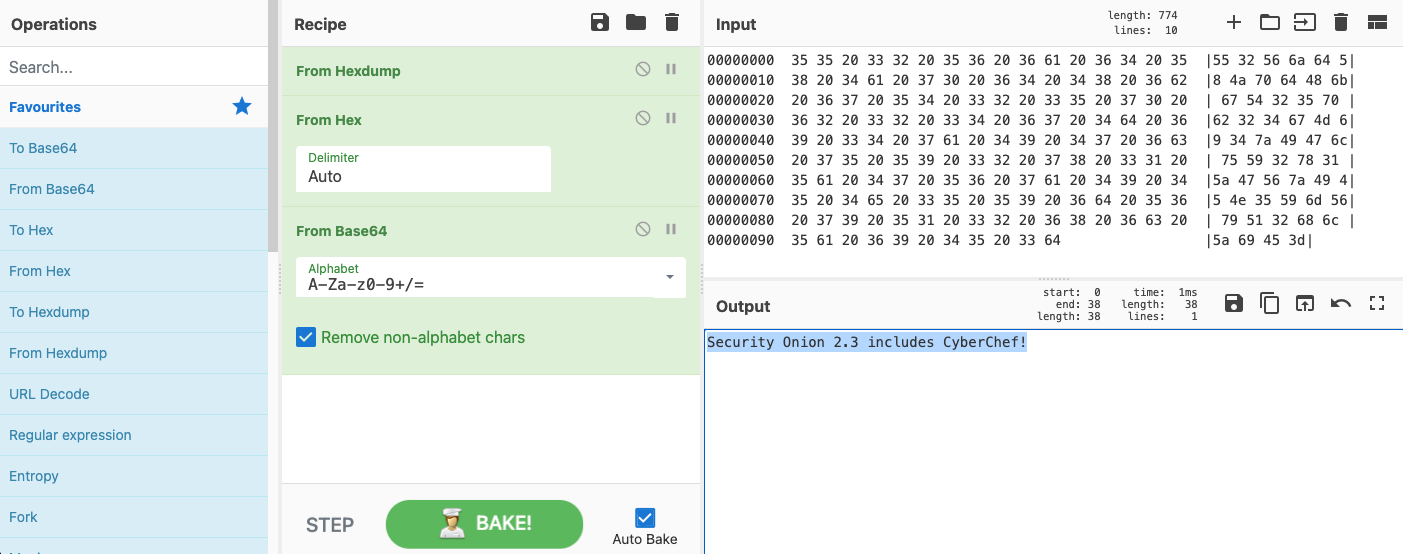 Operations
Search...
Favourites
To Base64
From Base64
To Hex
From Hex
To Hexdump
From Hexdump
URL Decode
Regular expression
Entropy
Fork
Recipe
From Hexdump
From Hex
Delimiter
Auto
From Base64
Alphabet
A-Za-z0-9+/=
Remove non-alphabet chars
STEP
BAKE!
Auto Bake
Input
length: 774
lines: 10
00000000 35 35 20 33 32 20 35 36 20 36 61 20 36 34 20 35 |55 32 56 6a 64 5|
00000010 38 20 34 61 20 37 30 20 36 34 20 34 38 20 36 62 |8 4a 70 64 48 6b|
00000020 20 36 37 20 35 34 20 33 32 20 33 35 20 37 30 20 | 67 54 32 35 70 |
00000030 36 32 20 33 32 20 33 34 20 36 37 20 34 64 20 36 |62 32 34 67 4d 6|
00000040 39 20 33 34 20 37 61 20 34 39 20 34 37 20 36 63 |9 34 7a 49 47 6c|
00000050 20 37 35 20 35 39 20 33 32 20 37 38 20 33 31 20 | 75 59 32 78 31 |
00000060 35 61 20 34 37 20 35 36 20 37 61 20 34 39 20 34 |5a 47 56 7a 49 4|
00000070 35 20 34 65 20 33 35 20 35 39 20 36 64 20 35 36 |5 4e 35 59 6d 56|
00000080 20 37 39 20 35 31 20 33 32 20 36 38 20 36 63 20 | 79 51 32 68 6c |
00000090 35 61 20 36 39 20 34 35 20 33 64 |5a 69 45 3d|
Output
start: 0 time: 1ms
end: 38 length: 38
length: 38 lines: 1
Security Onion 2.3 includes CyberChef!